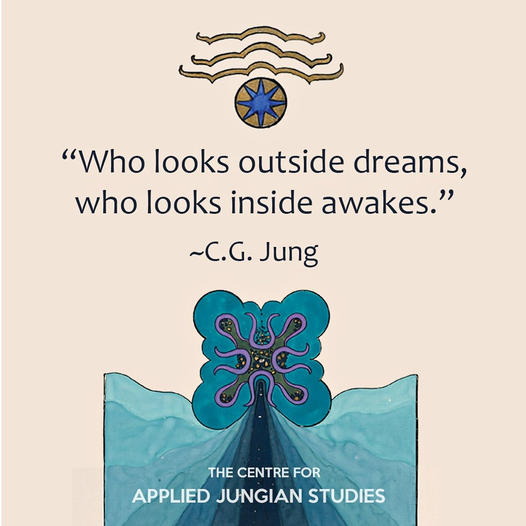 “Who looks outside dreams,
who looks inside awakes.”
~C.G. Jung
THE CENTRE FOR
APPLIED JUNGIAN STUDIES